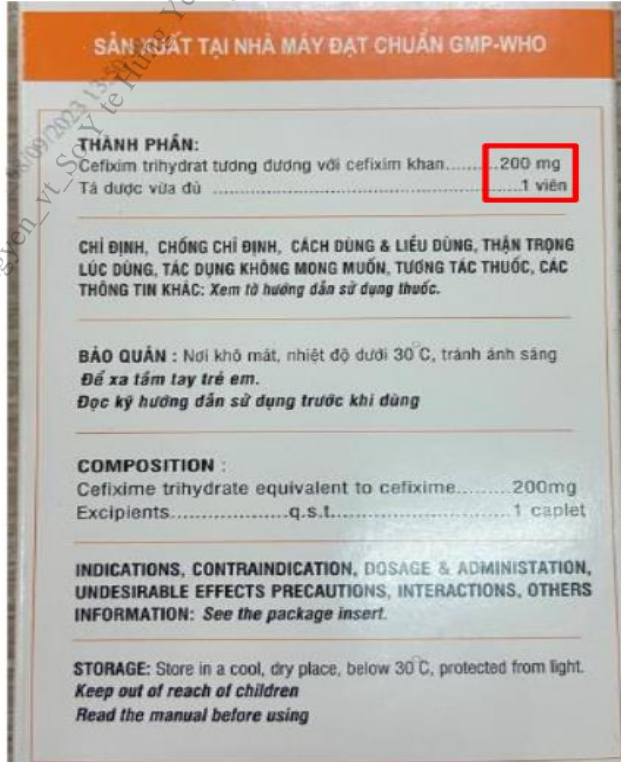 SẢN XUẤT TẠI NHÀ MÁY ĐẠT CHUẨN GMP-WHO
THÀNH PHẦN:
Cefixim trihydrat tương đương với cefixim khan..........200 mg
Tá dược vừa đủ ..................................................1 viên
CHỈ ĐỊNH, CHỐNG CHỈ ĐỊNH, CÁCH DÙNG & LIỀU DÙNG, THẬN TRỌNG
LÚC DÙNG, TÁC DỤNG KHÔNG MONG MUỐN, TƯƠNG TÁC THUỐC, CÁC
THÔNG TIN KHÁC: Xem tờ hướng dẫn sử dụng thuốc.
BẢO QUẢN : Nơi khô mát, nhiệt độ dưới 30°C, tránh ánh sáng
Để xa tầm tay trẻ em.
Đọc kỹ hướng dẫn sử dụng trước khi dùng
COMPOSITION :
Cefixime trihydrate equivalent to cefixime.........200mg
Excipients...................q.s.t.............................1 caplet
INDICATIONS, CONTRAINDICATION, DOSAGE & ADMINISTATION,
UNDESIRABLE EFFECTS PRECAUTIONS, INTERACTIONS, OTHERS
INFORMATION: See the package insert.
STORAGE: Store in a cool, dry place, below 30°C, protected from light.
Keep out of reach of children
Read the manual before using